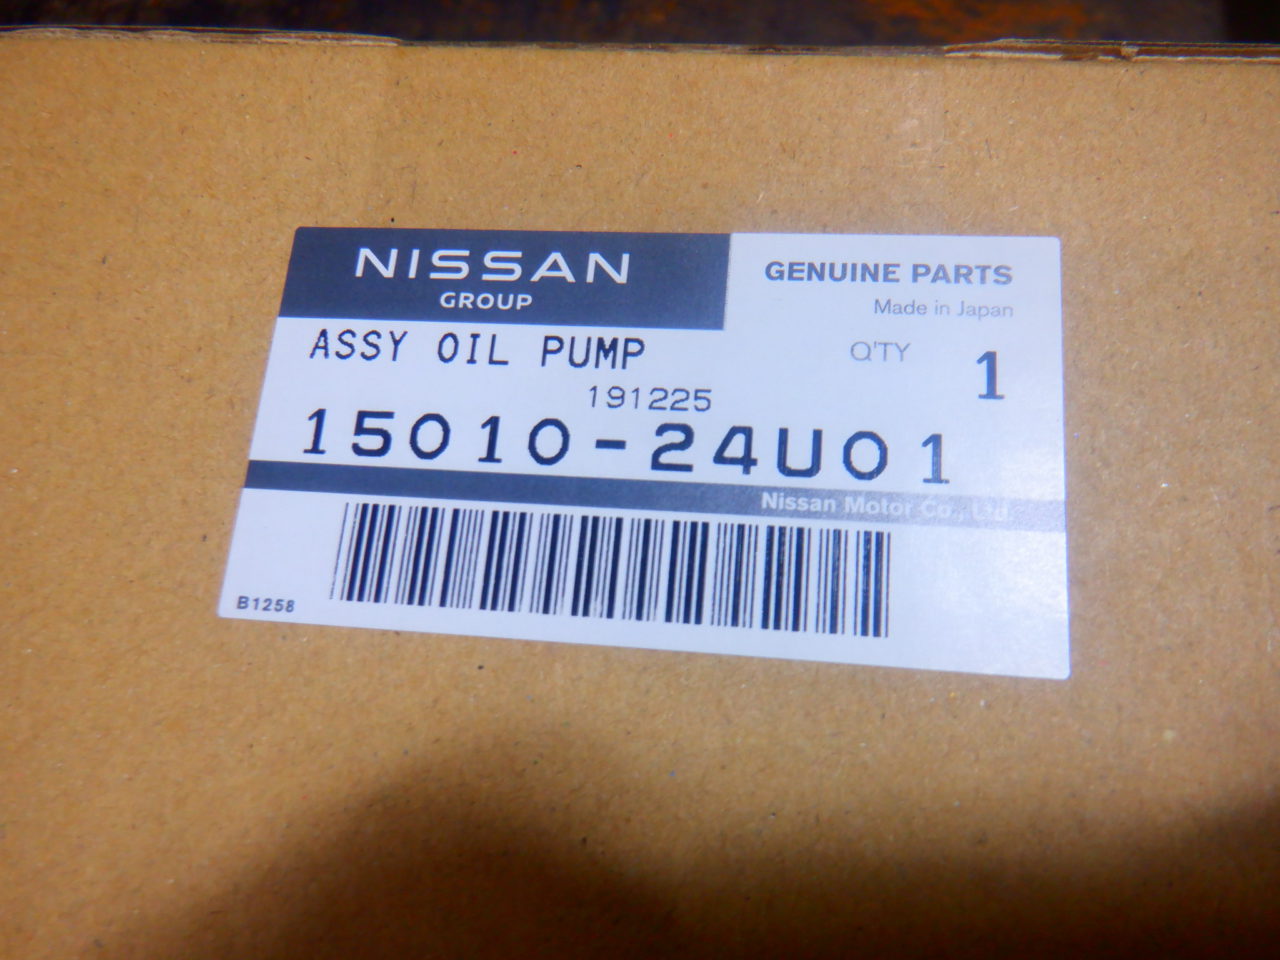 NISSAN
GROUP
GENUINE PARTS
Made in Japan
ASSY OIL PUMP
Q'TY 1
191225
15010-24U01
Nissan Motor Co., Ltd.
B1258